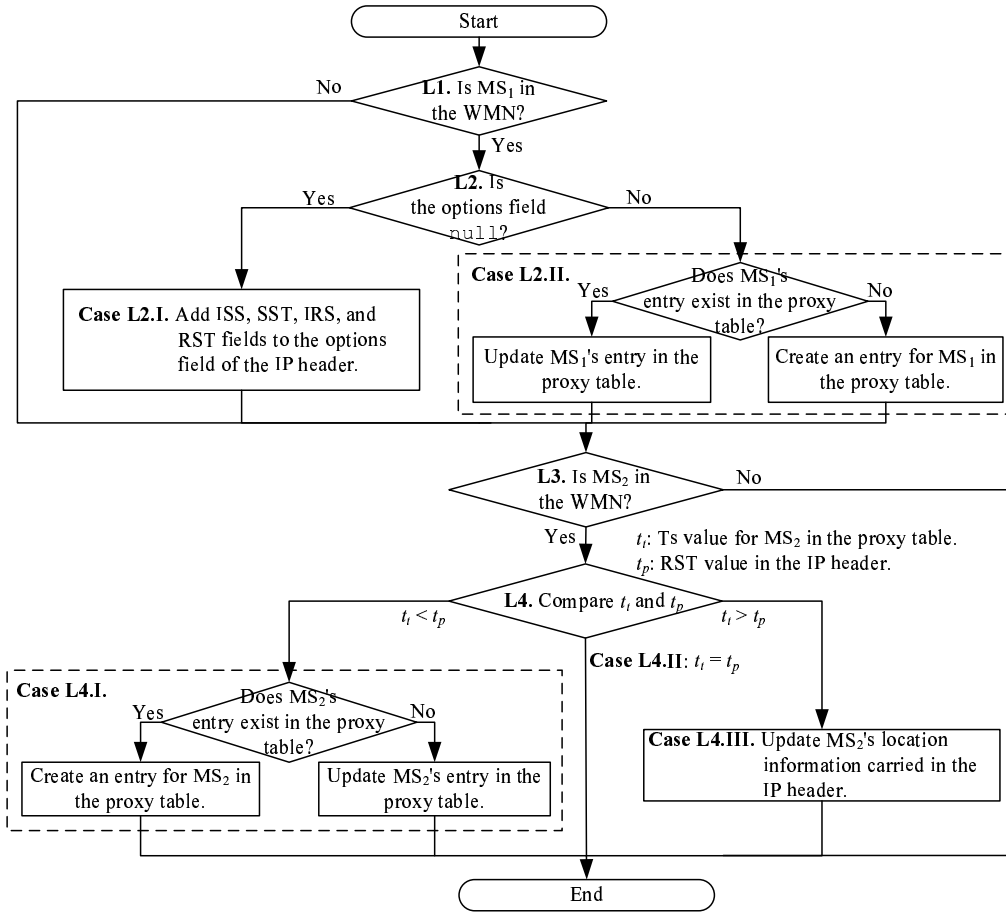 Start
No
L1. Is MS1 in
the WMN?
Yes
Yes
L2. Is
the options field
null?
No
Case L2.I. Add ISS, SST, IRS, and
RST fields to the options
field of the IP header.
Case L2.II.
Does MS1's
entry exist in the proxy
table?
Yes
No
Update MS1's entry in the
proxy table.
Create an entry for MS1 in
the proxy table.
L3. Is MS2 in
the WMN?
No
Yes
tt: Ts value for MS2 in the proxy table.
tp: RST value in the IP header.
L4. Compare tt and tp
tt < tp
tt > tp
Case L4.II: tt = tp
Case L4.I.
Does MS2's
entry exist in the proxy
table?
Yes
No
Create an entry for MS2 in
the proxy table.
Update MS2's entry in the
proxy table.
Case L4.III. Update MS2's location
information carried in the
IP header.
End